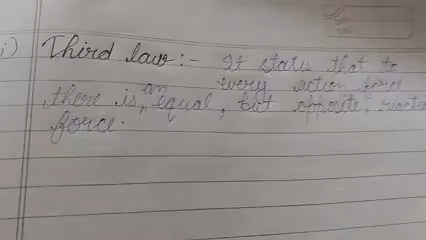 i) Third law:- It states that to
every action force
there is an equal, but opposite, reaction
force.